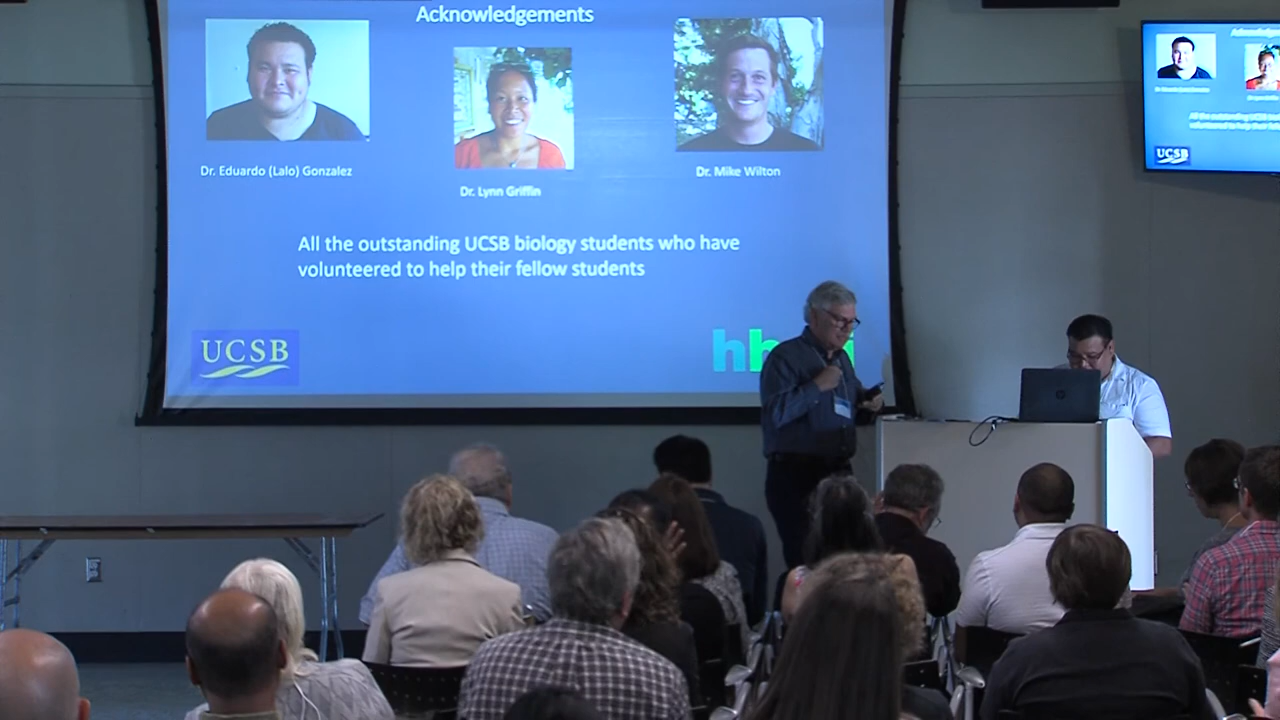 Acknowledgements
Dr. Eduardo (Lalo) Gonzalez
Dr. Lynn Griffin
Dr. Mike Wilton
All the outstanding UCSB biology students who have
volunteered to help their fellow students
UCSB
UCSB